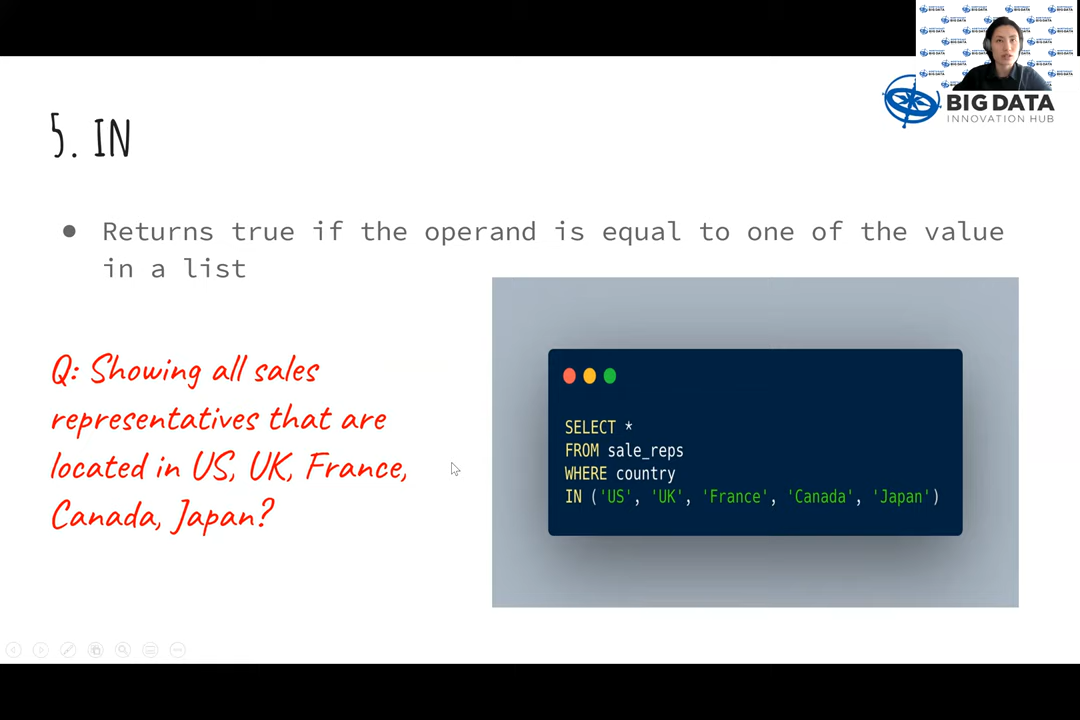 BIG DATA
INNOVATION HUB
5. IN
● Returns true if the operand is equal to one of the value
in a list
Q: Showing all sales
representatives that are
located in US, UK, France,
Canada, Japan?
SELECT *
FROM sale_reps
WHERE country
IN ('US', 'UK', 'France', 'Canada', 'Japan')